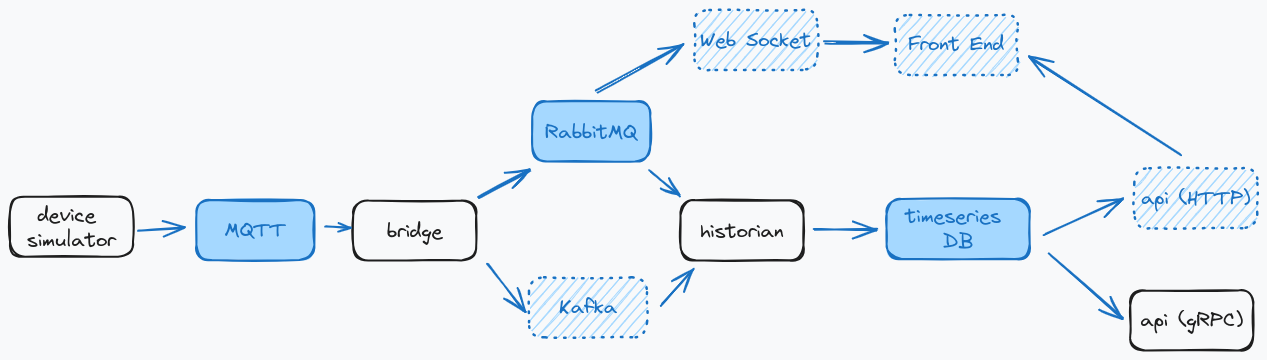 Web Socket
Front End
RabbitMQ
device
simulator
MQTT
bridge
historian
timeseries
DB
api (HTTP)
Kafka
api (gRPC)